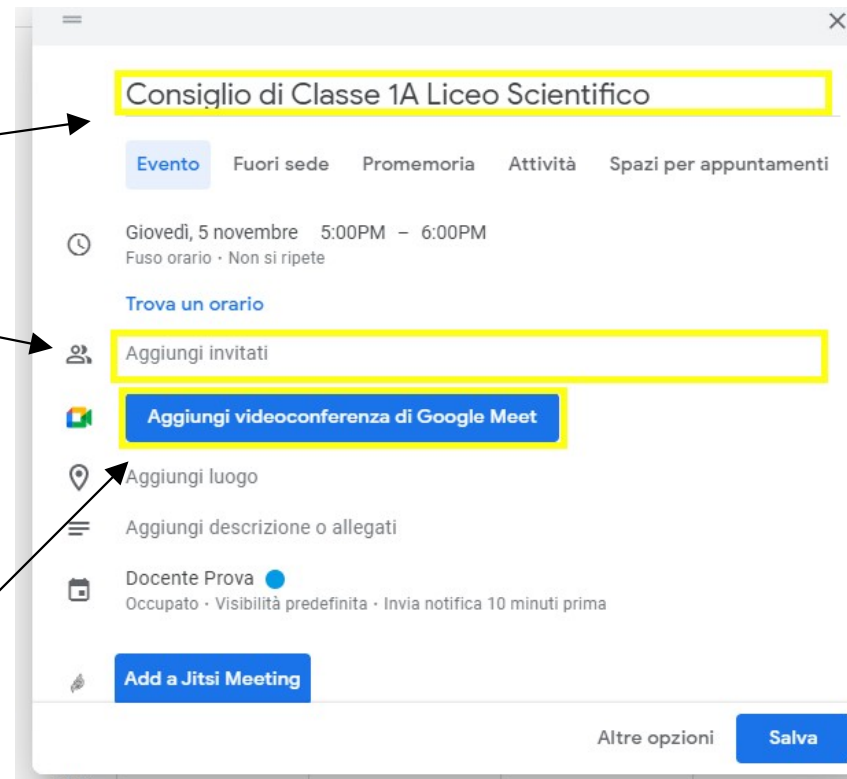 Consiglio di Classe 1A Liceo Scientifico
Evento Fuori sede Promemoria Attività Spazi per appuntamenti
Giovedì, 5 novembre 5:00PM – 6:00PM
Fuso orario · Non si ripete
Trova un orario
Aggiungi invitati
Aggiungi videoconferenza di Google Meet
Aggiungi luogo
Aggiungi descrizione o allegati
Docente Prova
Occupato · Visibilità predefinita · Invia notifica 10 minuti prima
Add a Jitsi Meeting
Altre opzioni Salva